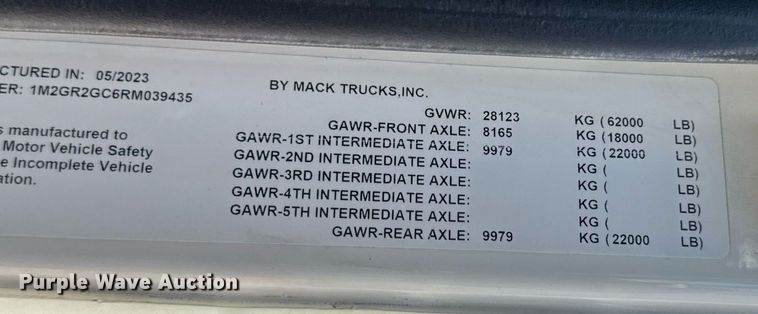 CTURED IN: 05/2023
ER: 1M2GR2GC6RM039435
BY MACK TRUCKS,INC.
s manufactured to
Motor Vehicle Safety
e Incomplete Vehicle
ation.
GVWR: 28123 KG ( 62000 LB)
GAWR-FRONT AXLE: 8165 KG ( 18000 LB)
GAWR-1ST INTERMEDIATE AXLE: 9979 KG ( 22000 LB)
GAWR-2ND INTERMEDIATE AXLE: KG ( LB)
GAWR-3RD INTERMEDIATE AXLE: KG ( LB)
GAWR-4TH INTERMEDIATE AXLE: KG ( LB)
GAWR-5TH INTERMEDIATE AXLE: KG ( LB)
GAWR-REAR AXLE: 9979 KG ( 22000 LB)
Purple Wave Auction